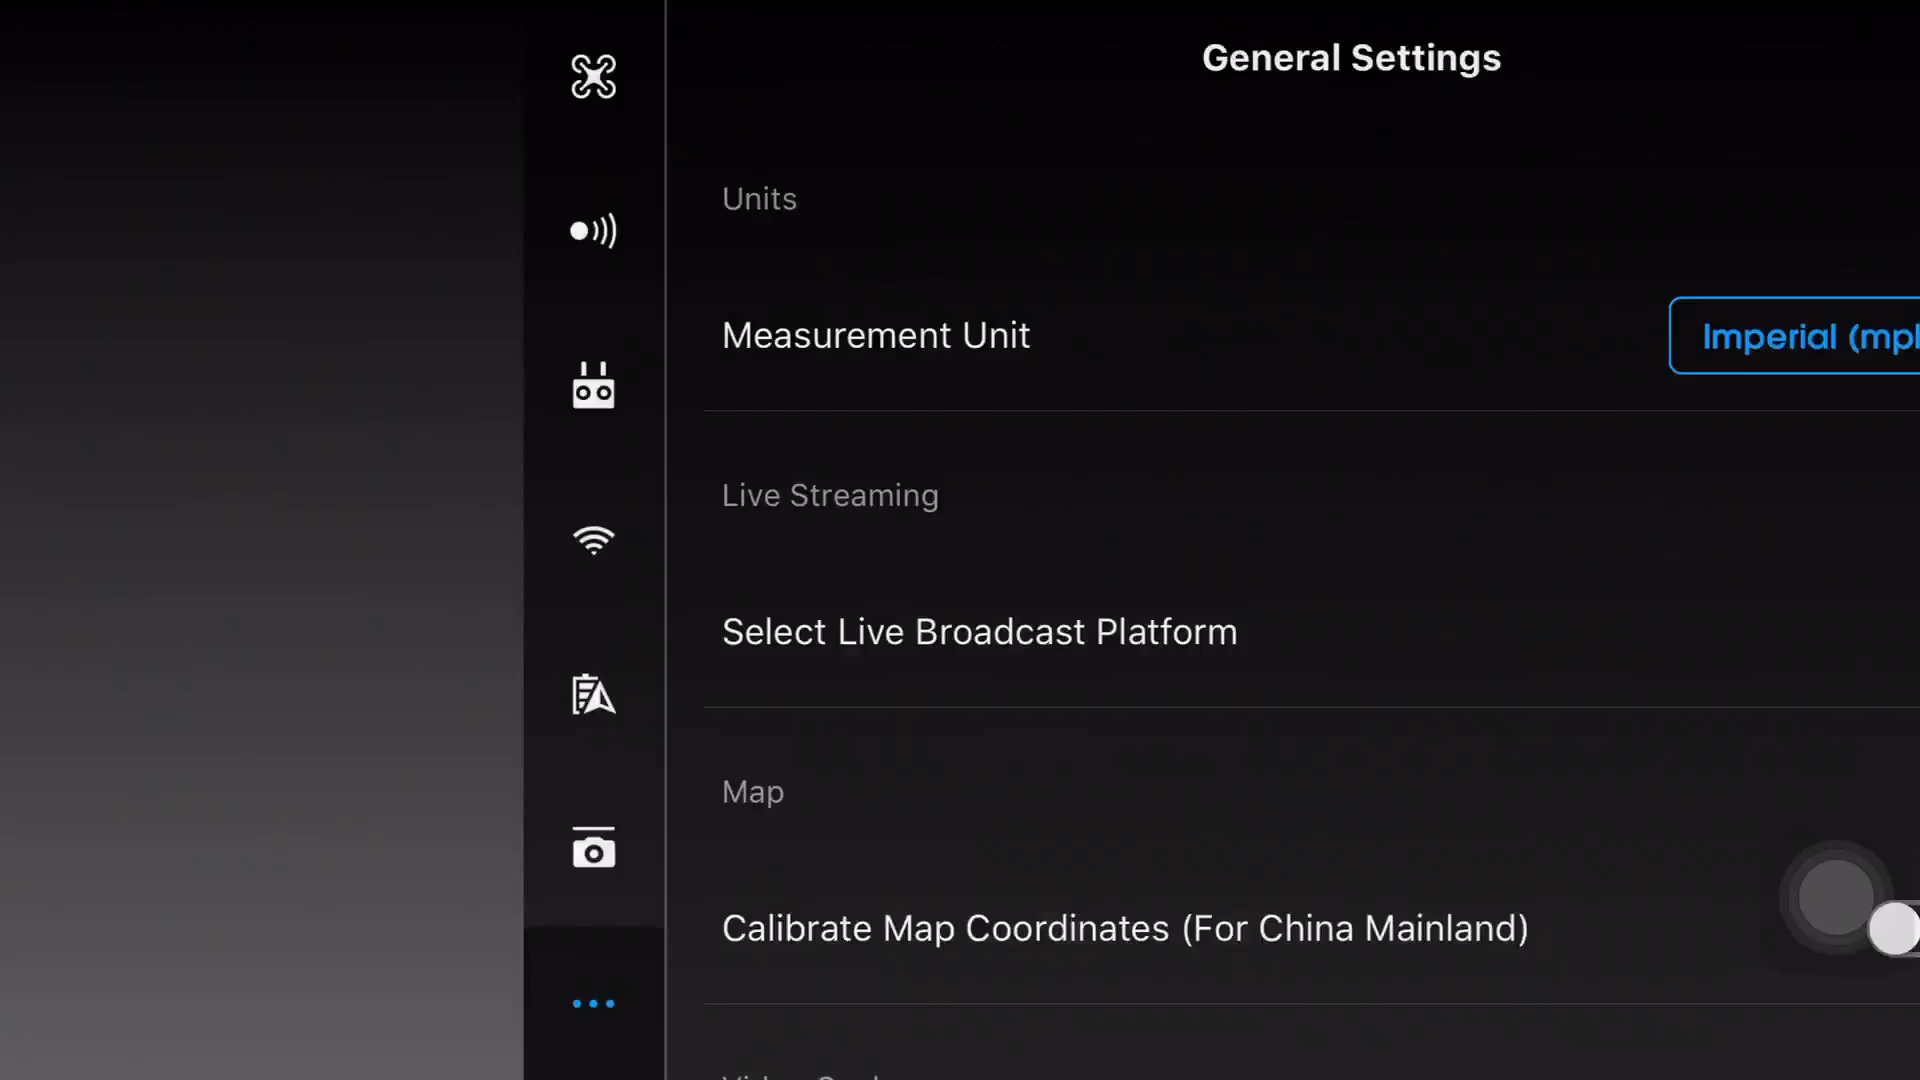 General Settings
Units
Measurement Unit
Imperial (mp
Live Streaming
Select Live Broadcast Platform
Map
Calibrate Map Coordinates (For China Mainland)